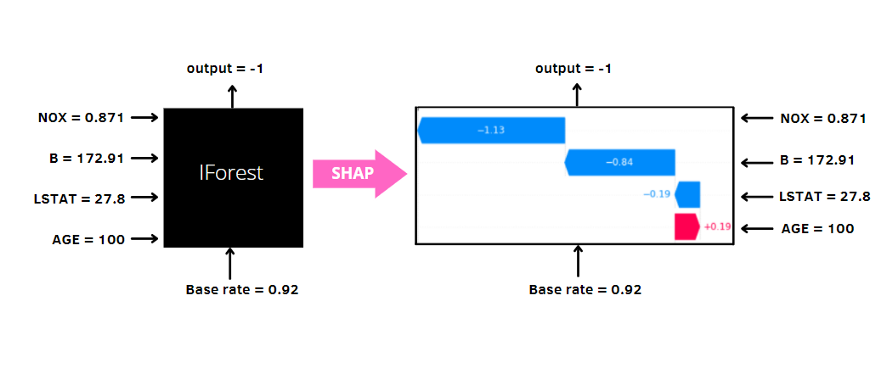 output = -1
NOX = 0.871
B = 172.91
LSTAT = 27.8
AGE = 100
IForest
Base rate = 0.92
SHAP
output = -1
−1.13
−0.84
−0.19
+0.19
NOX = 0.871
B = 172.91
LSTAT = 27.8
AGE = 100
Base rate = 0.92